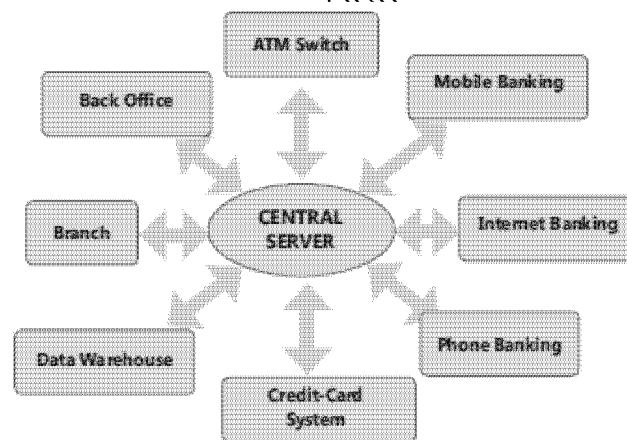 ATM Switch
Mobile Banking
Back Office
CENTRAL
SERVER
Internet Banking
Branch
Phone Banking
Data Warehouse
Credit-Card
System